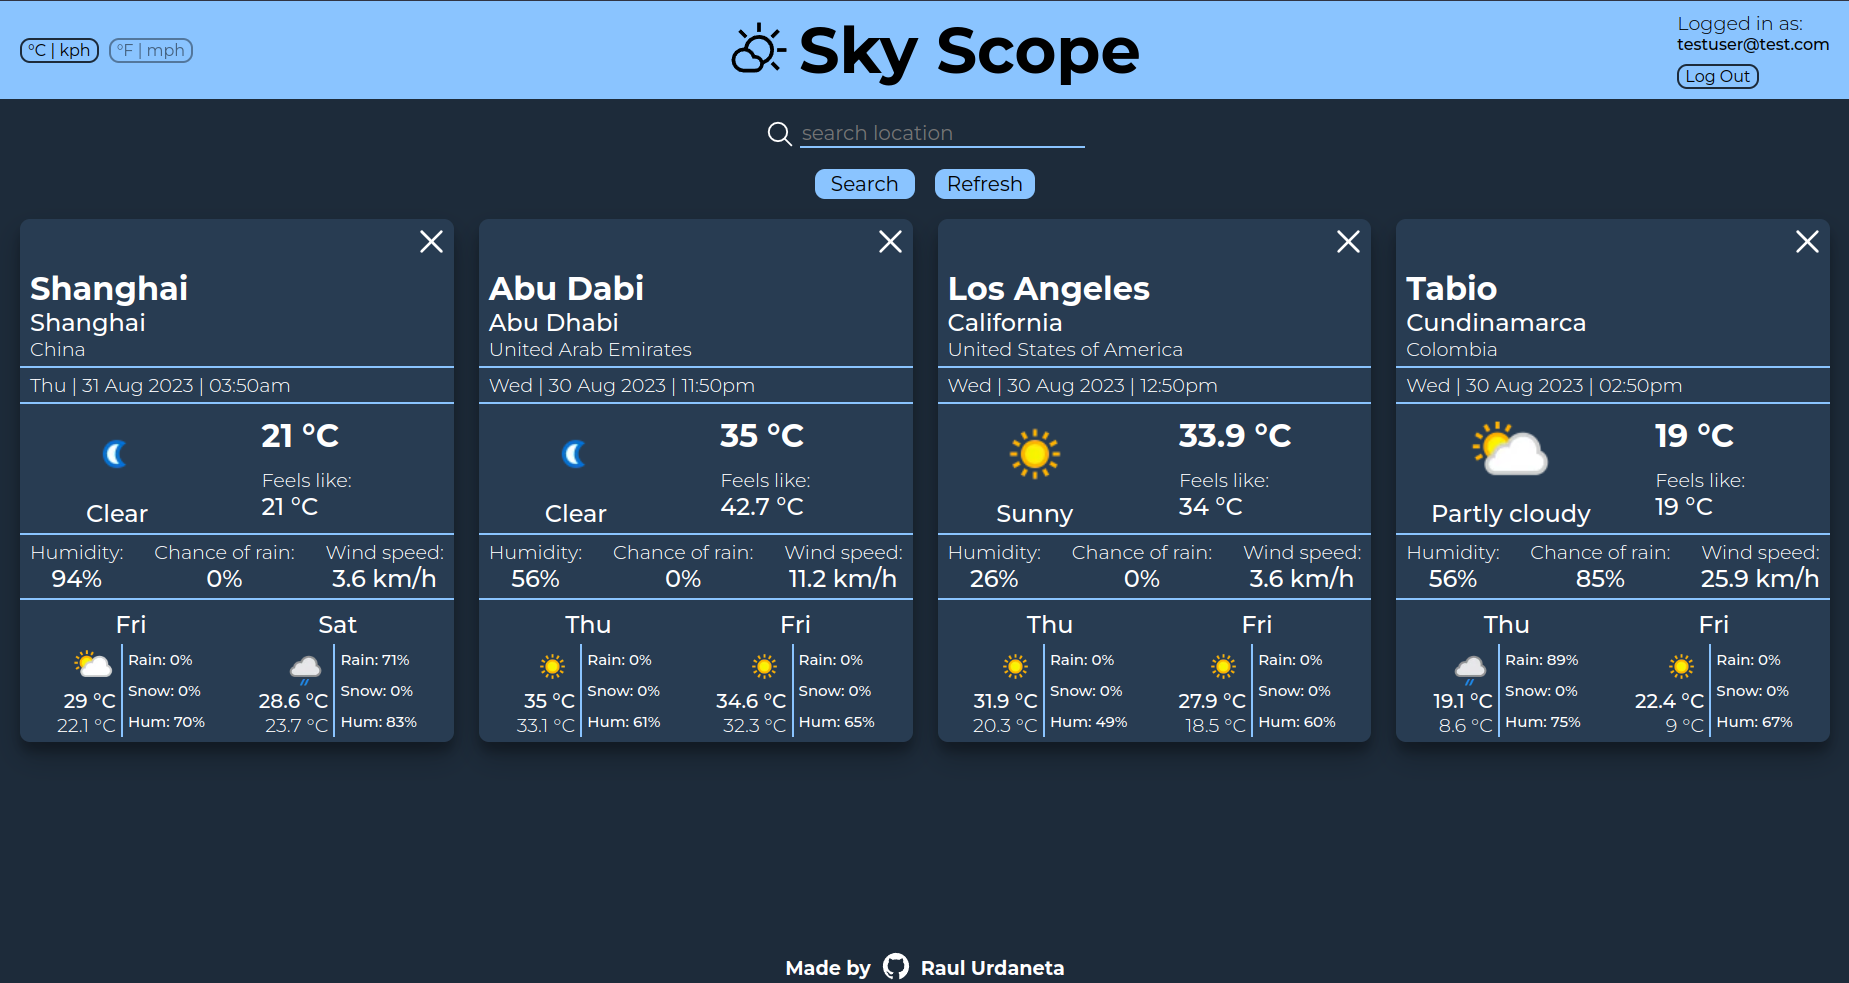 °C | kph
°F | mph
Sky Scope
Logged in as:
testuser@test.com
Log Out
search location
Search
Refresh
Shanghai
Shanghai
China
Thu | 31 Aug 2023 | 03:50am
Clear
21 °C
Feels like:
21 °C
Humidity: Chance of rain: Wind speed:
94% 0% 3.6 km/h
Fri
Rain: 0%
Snow: 0%
Hum: 70%
29 °C
22.1 °C
Sat
Rain: 71%
Snow: 0%
Hum: 83%
28.6 °C
23.7 °C
Abu Dabi
Abu Dhabi
United Arab Emirates
Wed | 30 Aug 2023 | 11:50pm
Clear
35 °C
Feels like:
42.7 °C
Humidity: Chance of rain: Wind speed:
56% 0% 11.2 km/h
Thu
Rain: 0%
Snow: 0%
Hum: 61%
35 °C
33.1 °C
Fri
Rain: 0%
Snow: 0%
Hum: 65%
34.6 °C
32.3 °C
Los Angeles
California
United States of America
Wed | 30 Aug 2023 | 12:50pm
Sunny
33.9 °C
Feels like:
34 °C
Humidity: Chance of rain: Wind speed:
26% 0% 3.6 km/h
Thu
Rain: 0%
Snow: 0%
Hum: 49%
31.9 °C
20.3 °C
Fri
Rain: 0%
Snow: 0%
Hum: 60%
27.9 °C
18.5 °C
Tabio
Cundinamarca
Colombia
Wed | 30 Aug 2023 | 02:50pm
Partly cloudy
19 °C
Feels like:
19 °C
Humidity: Chance of rain: Wind speed:
56% 85% 25.9 km/h
Thu
Rain: 89%
Snow: 0%
Hum: 75%
19.1 °C
8.6 °C
Fri
Rain: 0%
Snow: 0%
Hum: 67%
22.4 °C
9 °C
Made by Raul Urdaneta